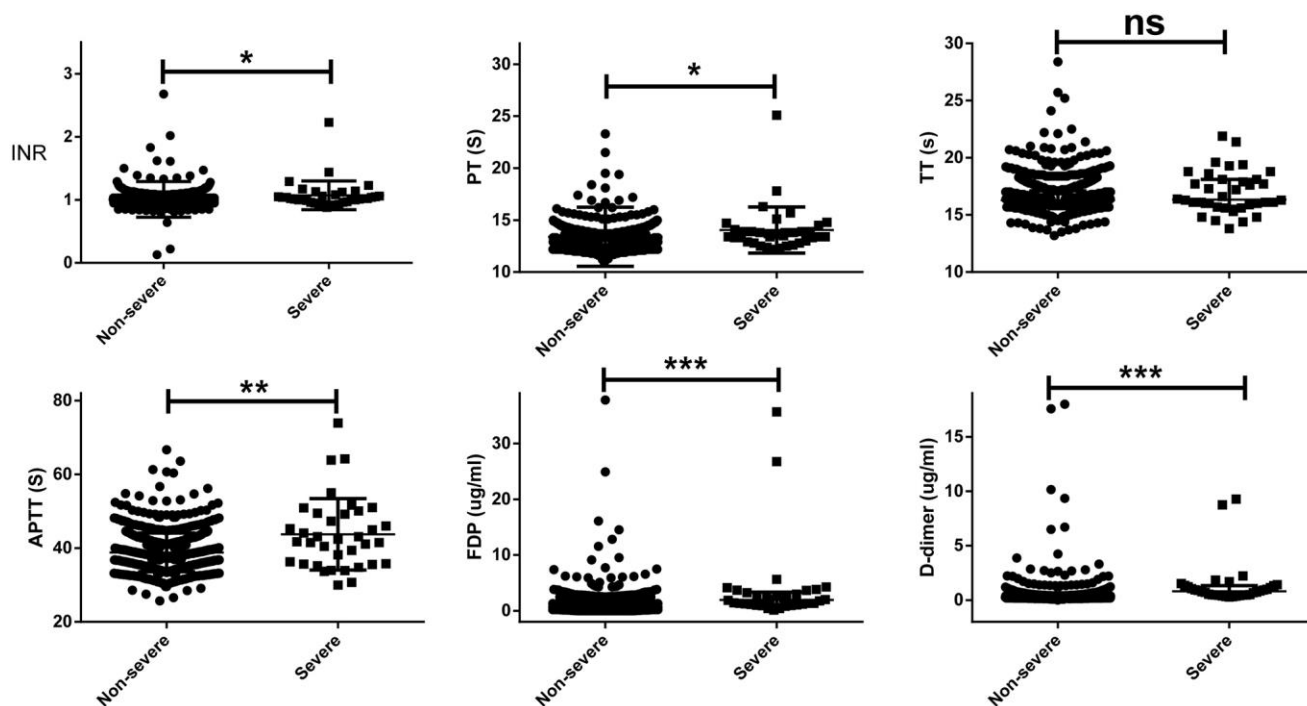 *
3
INR
2
1
0
Non-severe
Severe
*
30
25
PT (S)
20
15
10
Non-severe
Severe
ns
30
25
TT (s)
20
15
10
Non-severe
Severe
**
80
60
APTT (S)
40
20
Non-severe
Severe
***
30
FDP (ug/ml)
20
10
0
Non-severe
Severe
***
15
D-dimer (ug/ml)
10
5
0
Non-severe
Severe